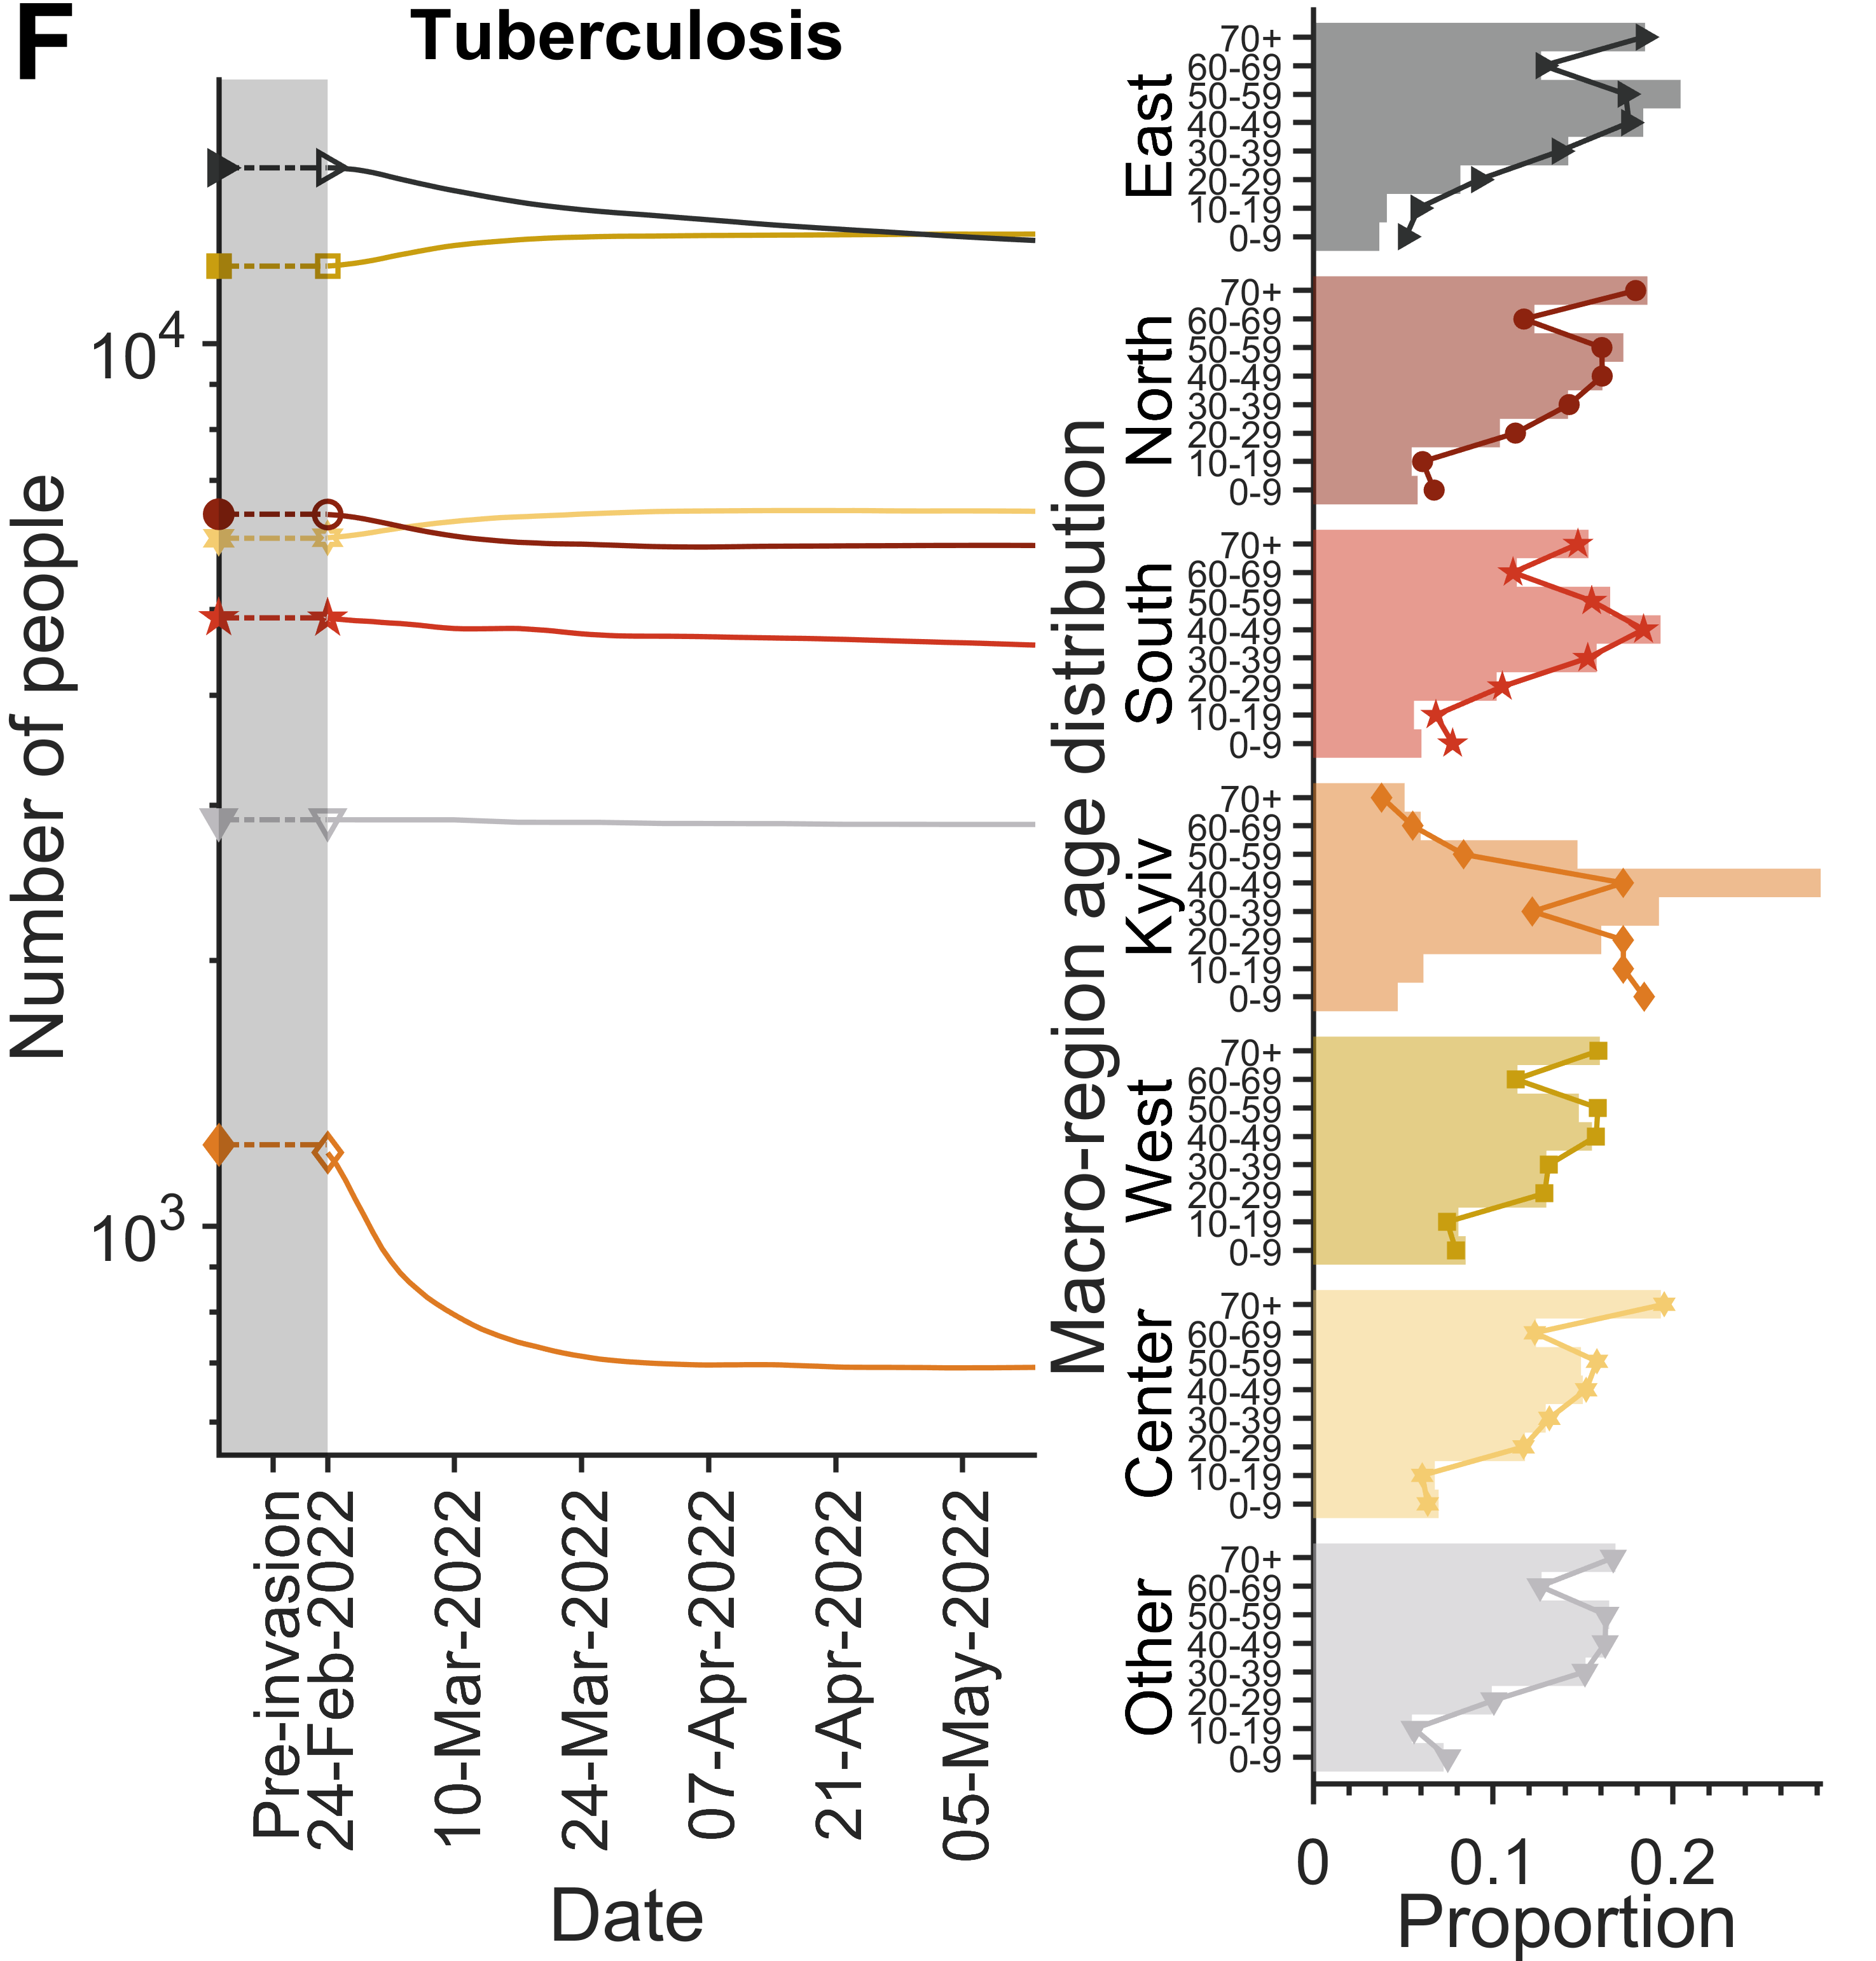 F
Tuberculosis
Number of people
10^4
10^3
Pre-invasion
24-Feb-2022
10-Mar-2022
24-Mar-2022
07-Apr-2022
21-Apr-2022
05-May-2022
Date
Macro-region age distribution
East
70+
60-69
50-59
40-49
30-39
20-29
10-19
0-9
North
70+
60-69
50-59
40-49
30-39
20-29
10-19
0-9
South
70+
60-69
50-59
40-49
30-39
20-29
10-19
0-9
Kyiv
70+
60-69
50-59
40-49
30-39
20-29
10-19
0-9
West
70+
60-69
50-59
40-49
30-39
20-29
10-19
0-9
Center
70+
60-69
50-59
40-49
30-39
20-29
10-19
0-9
Other
70+
60-69
50-59
40-49
30-39
20-29
10-19
0-9
0 0.1 0.2
Proportion